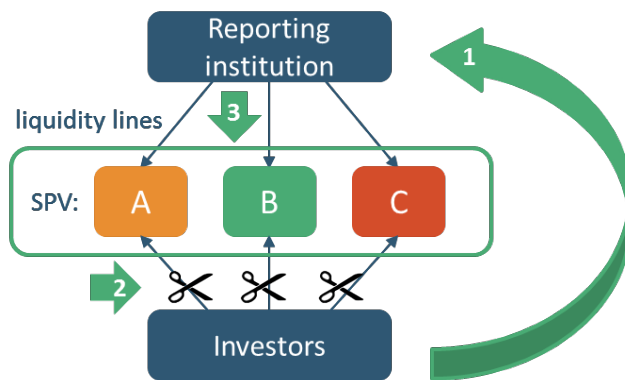 Reporting
institution
1
3
liquidity lines
SPV:
A
B
C
2
Investors